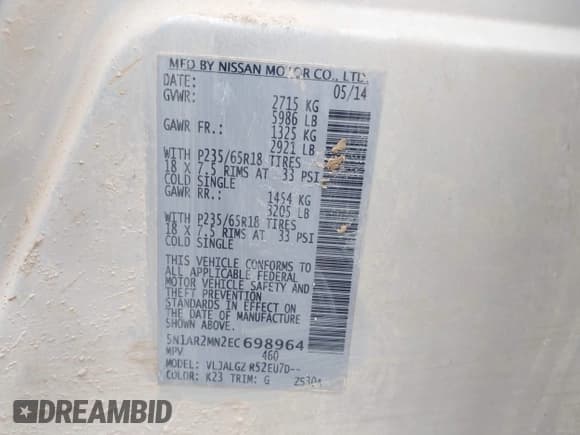 MFD BY NISSAN MOTOR CO., LTD.
DATE: 05/14
GVWR: 2715 KG
5986 LB
GAWR FR.: 1325 KG
2921 LB
WITH P235/65R18 TIRES
18 X 7.5 RIMS AT 33 PSI
COLD SINGLE
GAWR RR.: 1454 KG
3205 LB
WITH P235/65R18 TIRES
18 X 7.5 RIMS AT 33 PSI
COLD SINGLE
THIS VEHICLE CONFORMS TO
ALL APPLICABLE FEDERAL
MOTOR VEHICLE SAFETY AND
THEFT PREVENTION
STANDARDS IN EFFECT ON
THE DATE OF MANUFACTURE
SHOWN ABOVE.
5N1AR2MN2EC698964
MPV 460
MODEL: VLJALGZ R52EU7D--
COLOR: K23 TRIM: G
DREAMBID